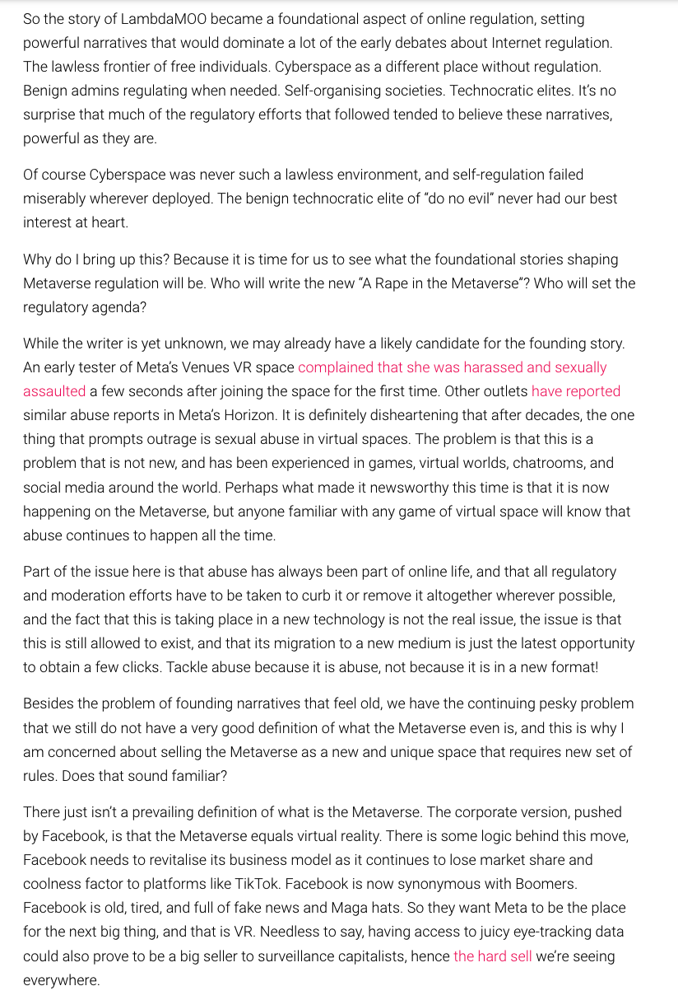 So the story of LambdaMOO became a foundational aspect of online regulation, setting
powerful narratives that would dominate a lot of the early debates about Internet regulation.
The lawless frontier of free individuals. Cyberspace as a different place without regulation.
Benign admins regulating when needed. Self-organising societies. Technocratic elites. It’s no
surprise that much of the regulatory efforts that followed tended to believe these narratives,
powerful as they are.
Of course Cyberspace was never such a lawless environment, and self-regulation failed
miserably wherever deployed. The benign technocratic elite of “do no evil” never had our best
interest at heart.
Why do I bring up this? Because it is time for us to see what the foundational stories shaping
Metaverse regulation will be. Who will write the new “A Rape in the Metaverse”? Who will set the
regulatory agenda?
While the writer is yet unknown, we may already have a likely candidate for the founding story.
An early tester of Meta’s Venues VR space complained that she was harassed and sexually
assaulted a few seconds after joining the space for the first time. Other outlets have reported
similar abuse reports in Meta’s Horizon. It is definitely disheartening that after decades, the one
thing that prompts outrage is sexual abuse in virtual spaces. The problem is that this is a
problem that is not new, and has been experienced in games, virtual worlds, chatrooms, and
social media around the world. Perhaps what made it newsworthy this time is that it is now
happening on the Metaverse, but anyone familiar with any game of virtual space will know that
abuse continues to happen all the time.
Part of the issue here is that abuse has always been part of online life, and that all regulatory
and moderation efforts have to be taken to curb it or remove it altogether wherever possible,
and the fact that this is taking place in a new technology is not the real issue, the issue is that
this is still allowed to exist, and that its migration to a new medium is just the latest opportunity
to obtain a few clicks. Tackle abuse because it is abuse, not because it is in a new format!
Besides the problem of founding narratives that feel old, we have the continuing pesky problem
that we still do not have a very good definition of what the Metaverse even is, and this is why I
am concerned about selling the Metaverse as a new and unique space that requires new set of
rules. Does that sound familiar?
There just isn’t a prevailing definition of what is the Metaverse. The corporate version, pushed
by Facebook, is that the Metaverse equals virtual reality. There is some logic behind this move,
Facebook needs to revitalise its business model as it continues to lose market share and
coolness factor to platforms like TikTok. Facebook is now synonymous with Boomers.
Facebook is old, tired, and full of fake news and Maga hats. So they want Meta to be the place
for the next big thing, and that is VR. Needless to say, having access to juicy eye-tracking data
could also prove to be a big seller to surveillance capitalists, hence the hard sell we’re seeing
everywhere.